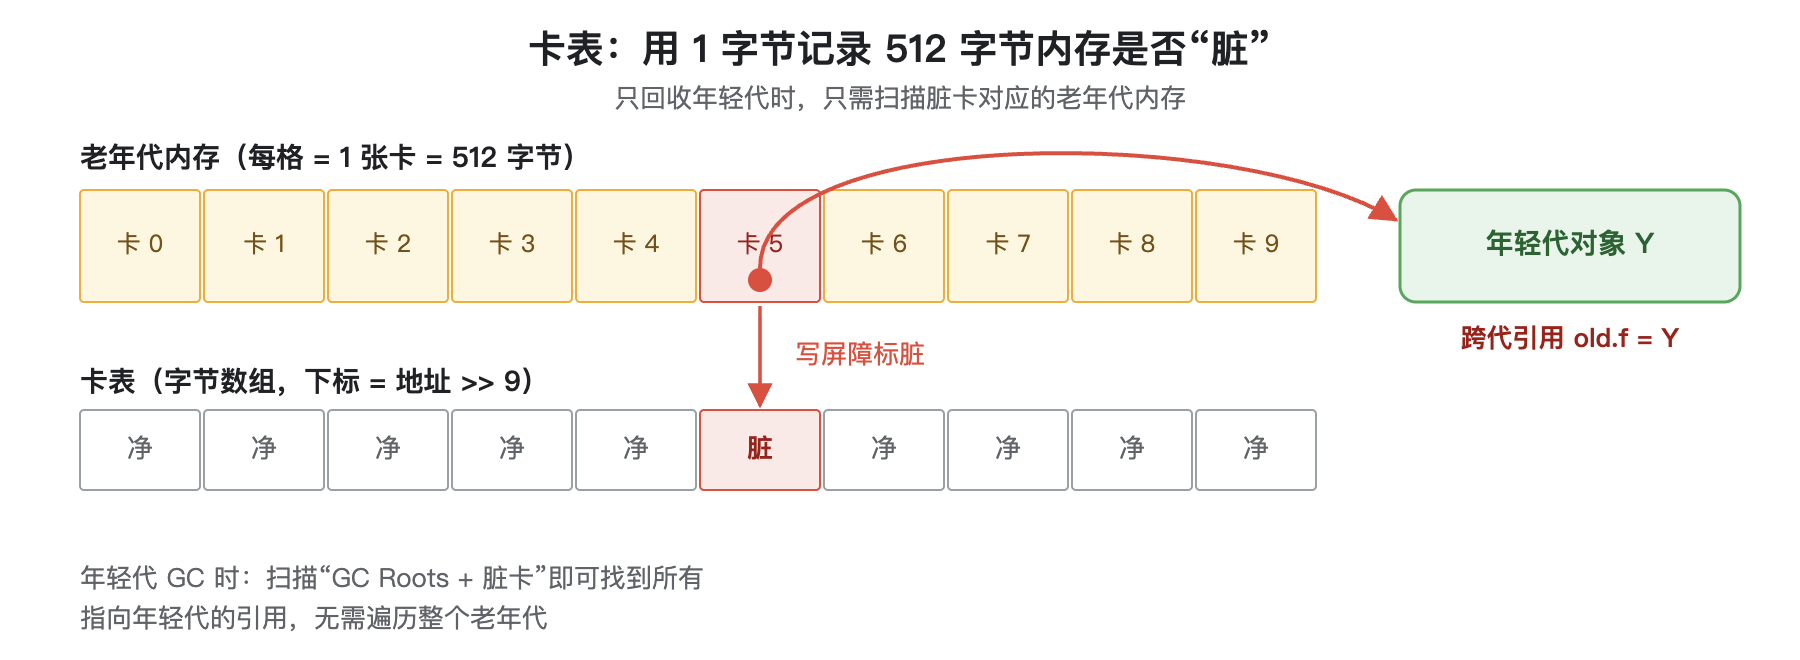 卡表：用 1 字节记录 512 字节内存是否“脏”
只回收年轻代时，只需扫描脏卡对应的老年代内存
老年代内存（每格 = 1 张卡 = 512 字节）
卡 0 卡 1 卡 2 卡 3 卡 4 卡 5 卡 6 卡 7 卡 8 卡 9
年轻代对象 Y
跨代引用 old.f = Y
写屏障标脏
卡表（字节数组，下标 = 地址 >> 9）
净 净 净 净 净 脏 净 净 净 净
年轻代 GC 时：扫描“GC Roots + 脏卡”即可找到所有
指向年轻代的引用，无需遍历整个老年代